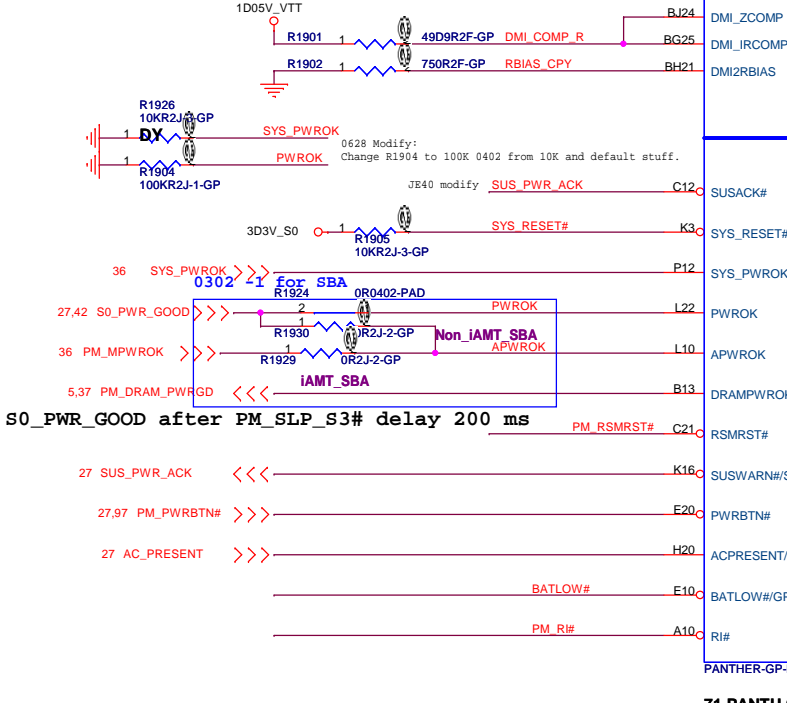 1D05V_VTT
R1901 1 49D9R2F-GP DMI_COMP_R BJ24 DMI_ZCOMP
BG25 DMI_IRCOMP
R1902 1 750R2F-GP RBIAS_CPY BH21 DMI2RBIAS
R1926
10KR2J-3-GP
1 DY SYS_PWROK
0628 Modify:
Change R1904 to 100K 0402 from 10K and default stuff.
1 PWROK
R1904
100KR2J-1-GP
JE40 modify SUS_PWR_ACK C12 SUSACK#
3D3V_S0 1 SYS_RESET# K3 SYS_RESET#
R1905
10KR2J-3-GP
36 SYS_PWROK P12 SYS_PWROK
0302 -1 for SBA
R1924 0R0402-PAD
27,42 S0_PWR_GOOD 2 PWROK L22 PWROK
1
R1930 0R2J-2-GP Non_iAMT_SBA
36 PM_MPWROK 1 APWROK L10 APWROK
R1929 0R2J-2-GP
iAMT_SBA
5,37 PM_DRAM_PWRGD B13 DRAMPWROK
S0_PWR_GOOD after PM_SLP_S3# delay 200 ms
PM_RSMRST# C21 RSMRST#
27 SUS_PWR_ACK K16 SUSWARN#/S
27,97 PM_PWRBTN# E20 PWRBTN#
27 AC_PRESENT H20 ACPRESENT/
BATLOW# E10 BATLOW#/GP
PM_RI# A10 RI#
PANTHER-GP-